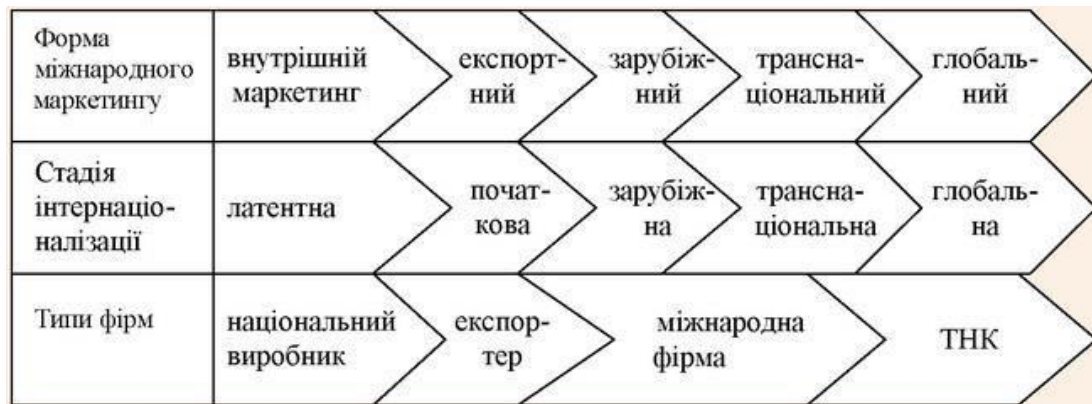 Форма
міжнародного
маркетингу
внутрішній
маркетинг
експорт-
ний
зарубіж-
ний
трансна-
ціональний
глобаль-
ний
Стадія
інтернаціо-
налізації
латентна
почат-
кова
зарубіж-
на
трансна-
ціональна
глобаль-
на
Типи фірм
національний
виробник
експор-
тер
міжнародна
фірма
ТНК